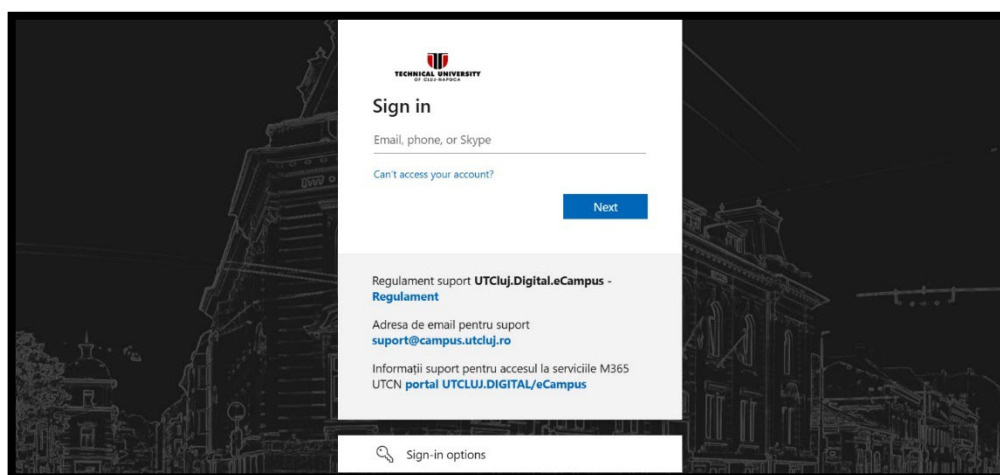 TECHNICAL UNIVERSITY
OF CLUJ-NAPOCA
Sign in
Email, phone, or Skype
Can't access your account?
Next
Regulament suport UTCluj.Digital.eCampus -
Regulament
Adresa de email pentru suport
suport@campus.utcluj.ro
Informații suport pentru accesul la serviciile M365
UTCN portal UTCLUJ.DIGITAL/eCampus
Sign-in options